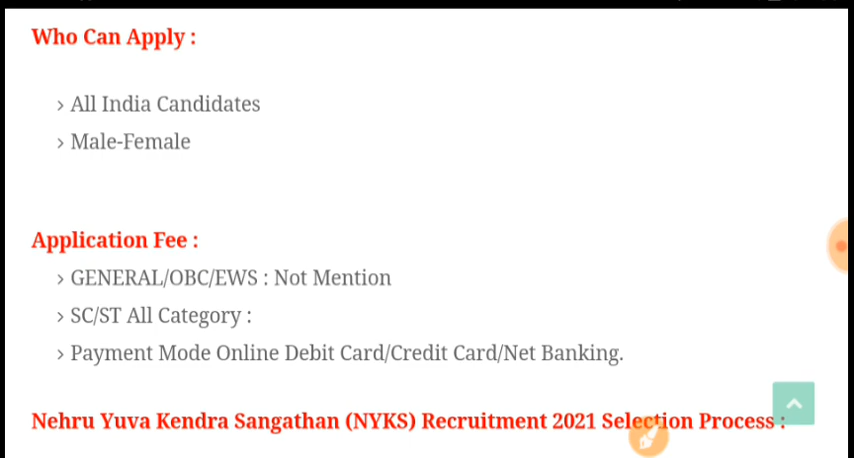 Who Can Apply :
› All India Candidates
› Male-Female
Application Fee :
› GENERAL/OBC/EWS : Not Mention
› SC/ST All Category :
› Payment Mode Online Debit Card/Credit Card/Net Banking.
Nehru Yuva Kendra Sangathan (NYKS) Recruitment 2021 Selection Process :